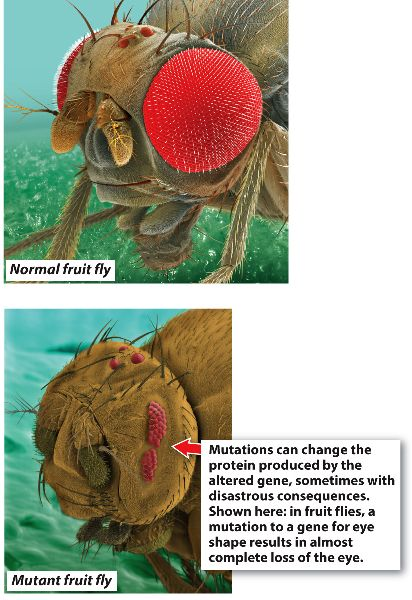 Normal fruit fly
Mutations can change the
protein produced by the
altered gene, sometimes with
disastrous consequences.
Shown here: in fruit flies, a
mutation to a gene for eye
shape results in almost
complete loss of the eye.
Mutant fruit fly